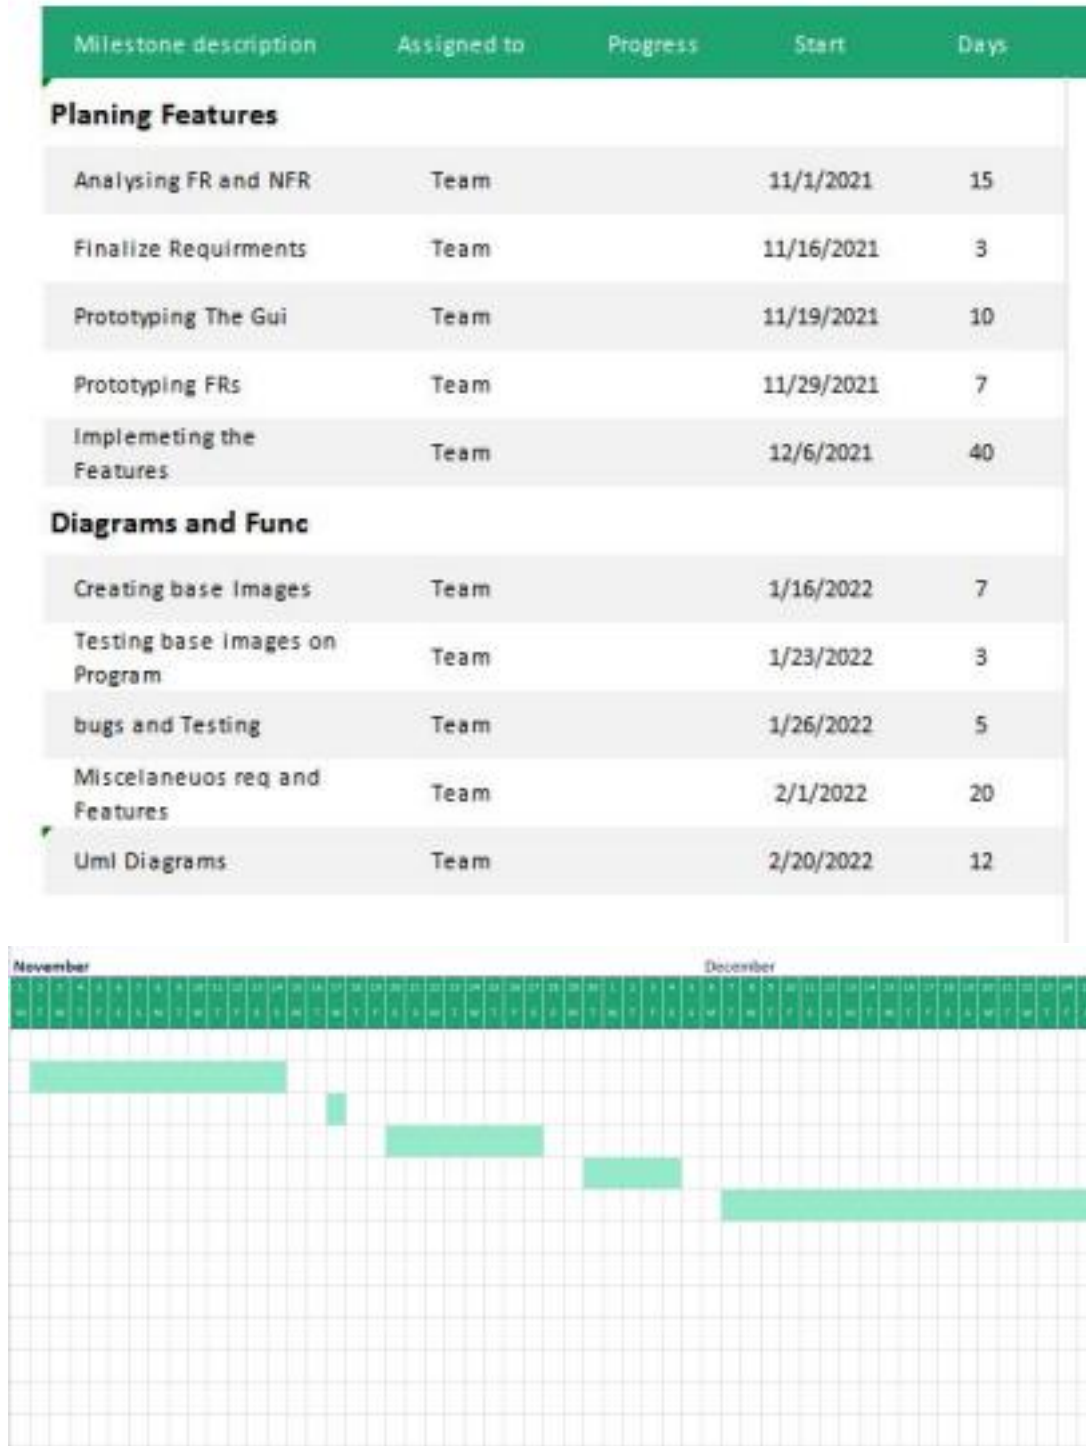 Milestone description Assigned to Progress Start Days
Planing Features
Analysing FR and NFR Team 11/1/2021 15
Finalize Requirments Team 11/16/2021 3
Prototyping The Gui Team 11/19/2021 10
Prototyping FRs Team 11/29/2021 7
Implemeting the
Features Team 12/6/2021 40
Diagrams and Func
Creating base Images Team 1/16/2022 7
Testing base images on
Program Team 1/23/2022 3
bugs and Testing Team 1/26/2022 5
Miscelaneuos req and
Features Team 2/1/2022 20
Uml Diagrams Team 2/20/2022 12
November December